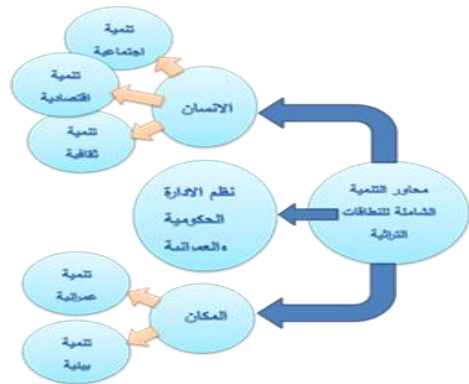 محاور التنمية
الشاملة للنطاقات
التراثية
الانسان
تنمية
اجتماعية
تنمية
اقتصادية
تنمية
ثقافية
نظم الادارة
الحكومية
والعمرانية
المكان
تنمية
عمرانية
تنمية
بيئية